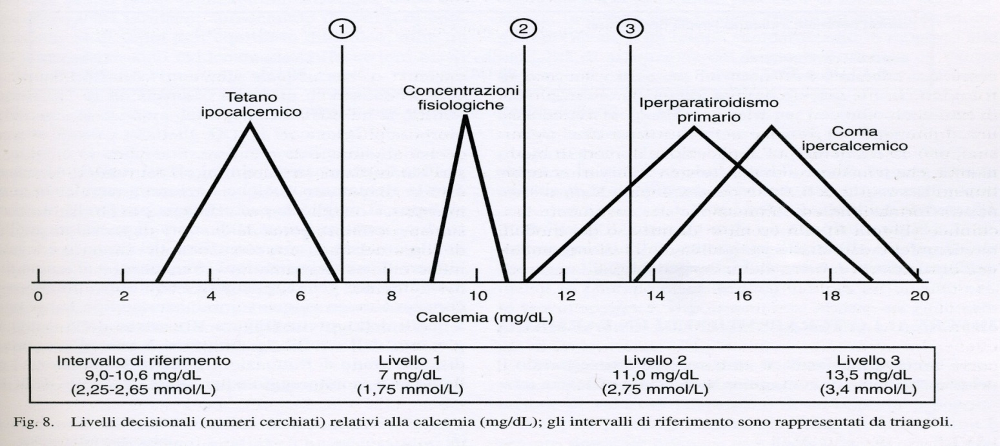 1
2
3
Tetano
ipocalcemico
Concentrazioni
fisiologiche
Iperparatiroidismo
primario
Coma
ipercalcemico
0 2 4 6 8 10 12 14 16 18 20
Calcemia (mg/dL)
Intervallo di riferimento
9,0-10,6 mg/dL
(2,25-2,65 mmol/L)
Livello 1
7 mg/dL
(1,75 mmol/L)
Livello 2
11,0 mg/dL
(2,75 mmol/L)
Livello 3
13,5 mg/dL
(3,4 mmol/L)
Fig. 8. Livelli decisionali (numeri cerchiati) relativi alla calcemia (mg/dL); gli intervalli di riferimento sono rappresentati da triangoli.